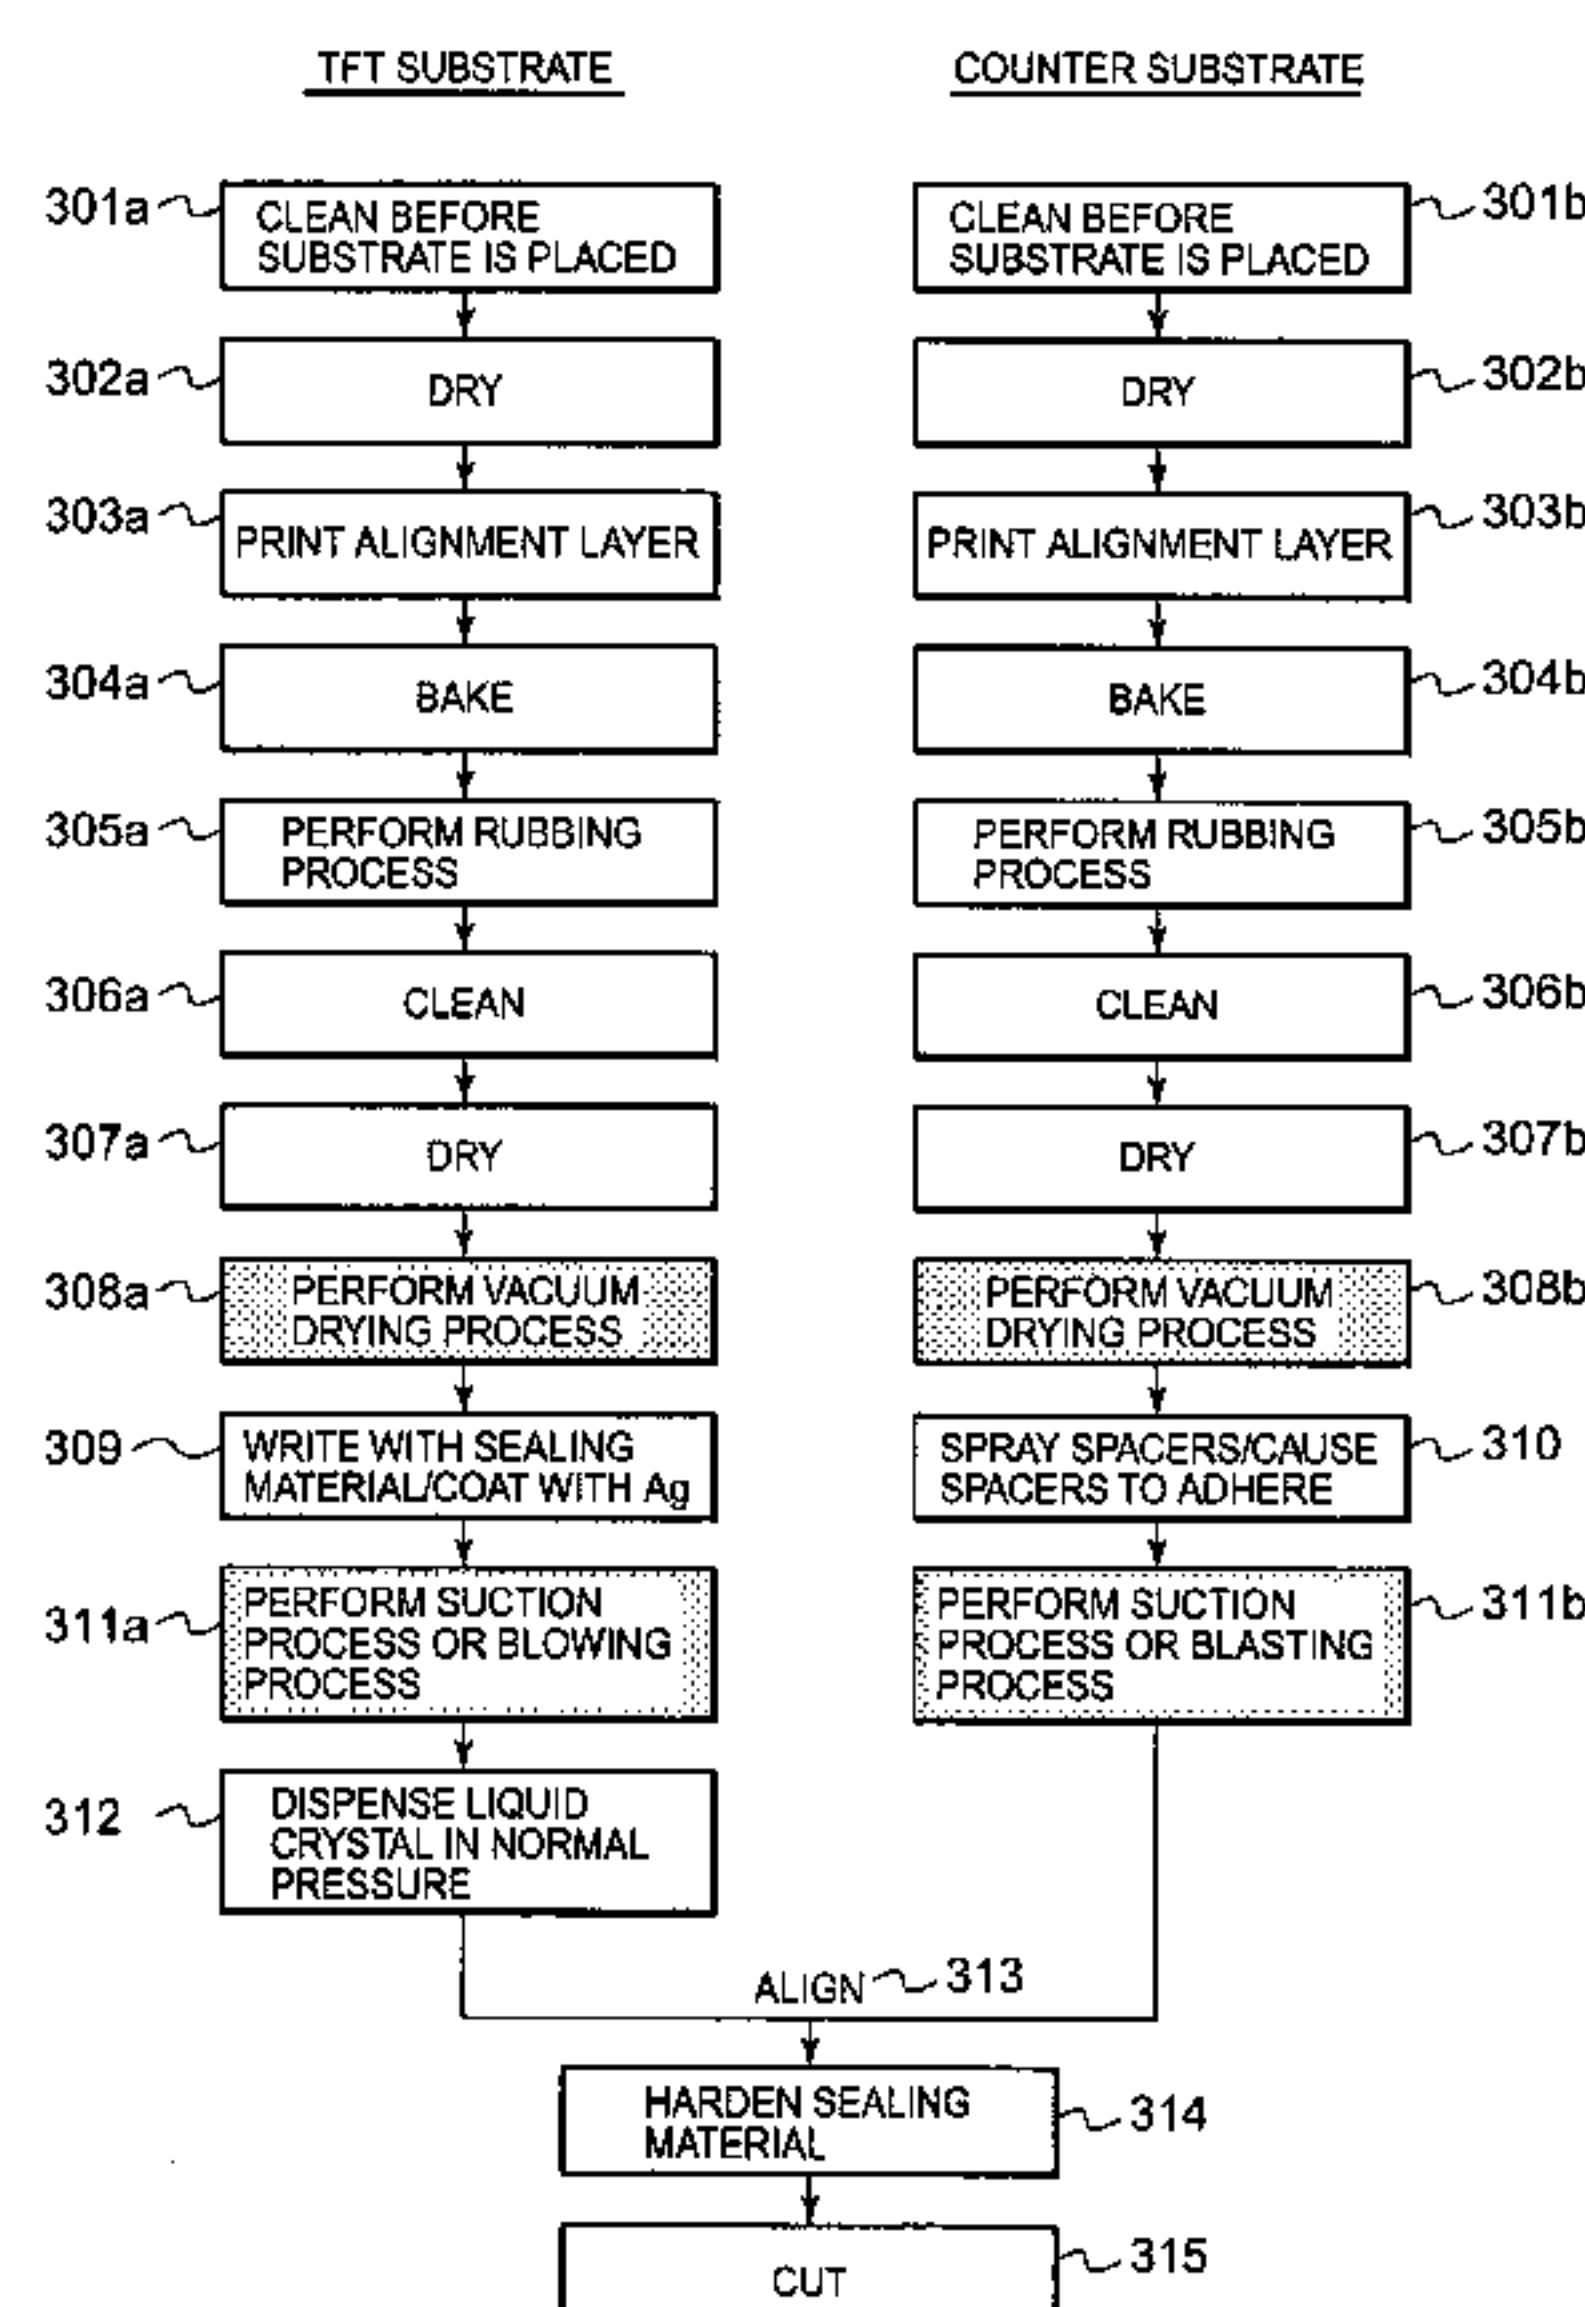 TFT SUBSTRATE
COUNTER SUBSTRATE
301a
CLEAN BEFORE
SUBSTRATE IS PLACED
CLEAN BEFORE
SUBSTRATE IS PLACED
301b
302a
DRY
DRY
302b
303a
PRINT ALIGNMENT LAYER
PRINT ALIGNMENT LAYER
303b
304a
BAKE
BAKE
304b
305a
PERFORM RUBBING
PROCESS
PERFORM RUBBING
PROCESS
305b
306a
CLEAN
CLEAN
306b
307a
DRY
DRY
307b
308a
PERFORM VACUUM
DRYING PROCESS
PERFORM VACUUM
DRYING PROCESS
308b
309
WRITE WITH SEALING
MATERIAL/COAT WITH Ag
SPRAY SPACERS/CAUSE
SPACERS TO ADHERE
310
311a
PERFORM SUCTION
PROCESS OR BLOWING
PROCESS
PERFORM SUCTION
PROCESS OR BLASTING
PROCESS
311b
312
DISPENSE LIQUID
CRYSTAL IN NORMAL
PRESSURE
ALIGN
313
HARDEN SEALING
MATERIAL
314
CUT
315